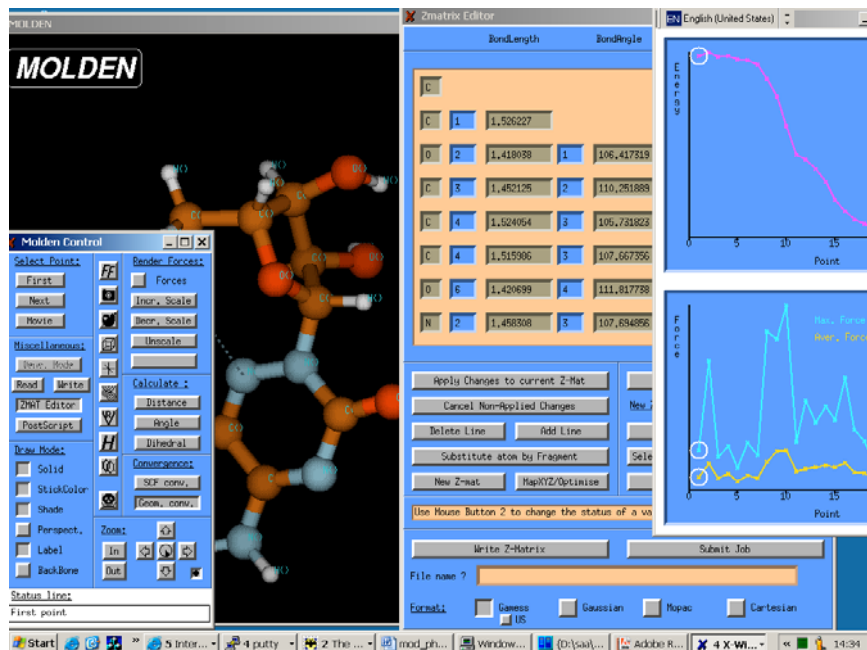 MOLDEN
MOLDEN
Molden Control
Select Point:
First
Next
Movie
Miscellaneous:
Read Write
ZMAT Editor
PostScript
Draw Mode:
Solid
StickColor
Shade
Perspect.
Label
BackBone
Render Forces:
Forces
Incr. Scale
Decr. Scale
Unscale
Calculate :
Distance
Angle
Dihedral
Convergence:
SCF conv.
Geom. conv.
Zoom:
In
Out
Status line:
First point
Zmatrix Editor
BondLength BondAngle
C
C 1 1.526227
O 2 1.418038 1 106.417319
C 3 1.452125 2 110.251889
C 4 1.524054 3 105.731823
C 4 1.515906 3 107.667356
O 6 1.420699 4 111.817738
N 2 1.458308 3 107.694856
Apply Changes to current Z-Mat
Cancel Non-Applied Changes
Delete Line Add Line
Substitute atom by Fragment
New Z-mat MapXYZ/Optimise
New Z
Sele
Use Mouse Button 2 to change the status of a va
Write Z-Matrix Submit Job
File name ?
Format: Gamess Gaussian Mopac Cartesian
US
EN English (United States)
Energy
0 5 10 15
Point
Force
Max. Force
Aver. Force
0 5 10 15
Point
Start » 5 Inter... 4 putty 2 The ... mod_ph... Window... {D:\saa\... Adobe R... 4 X-Wi... « 14:34